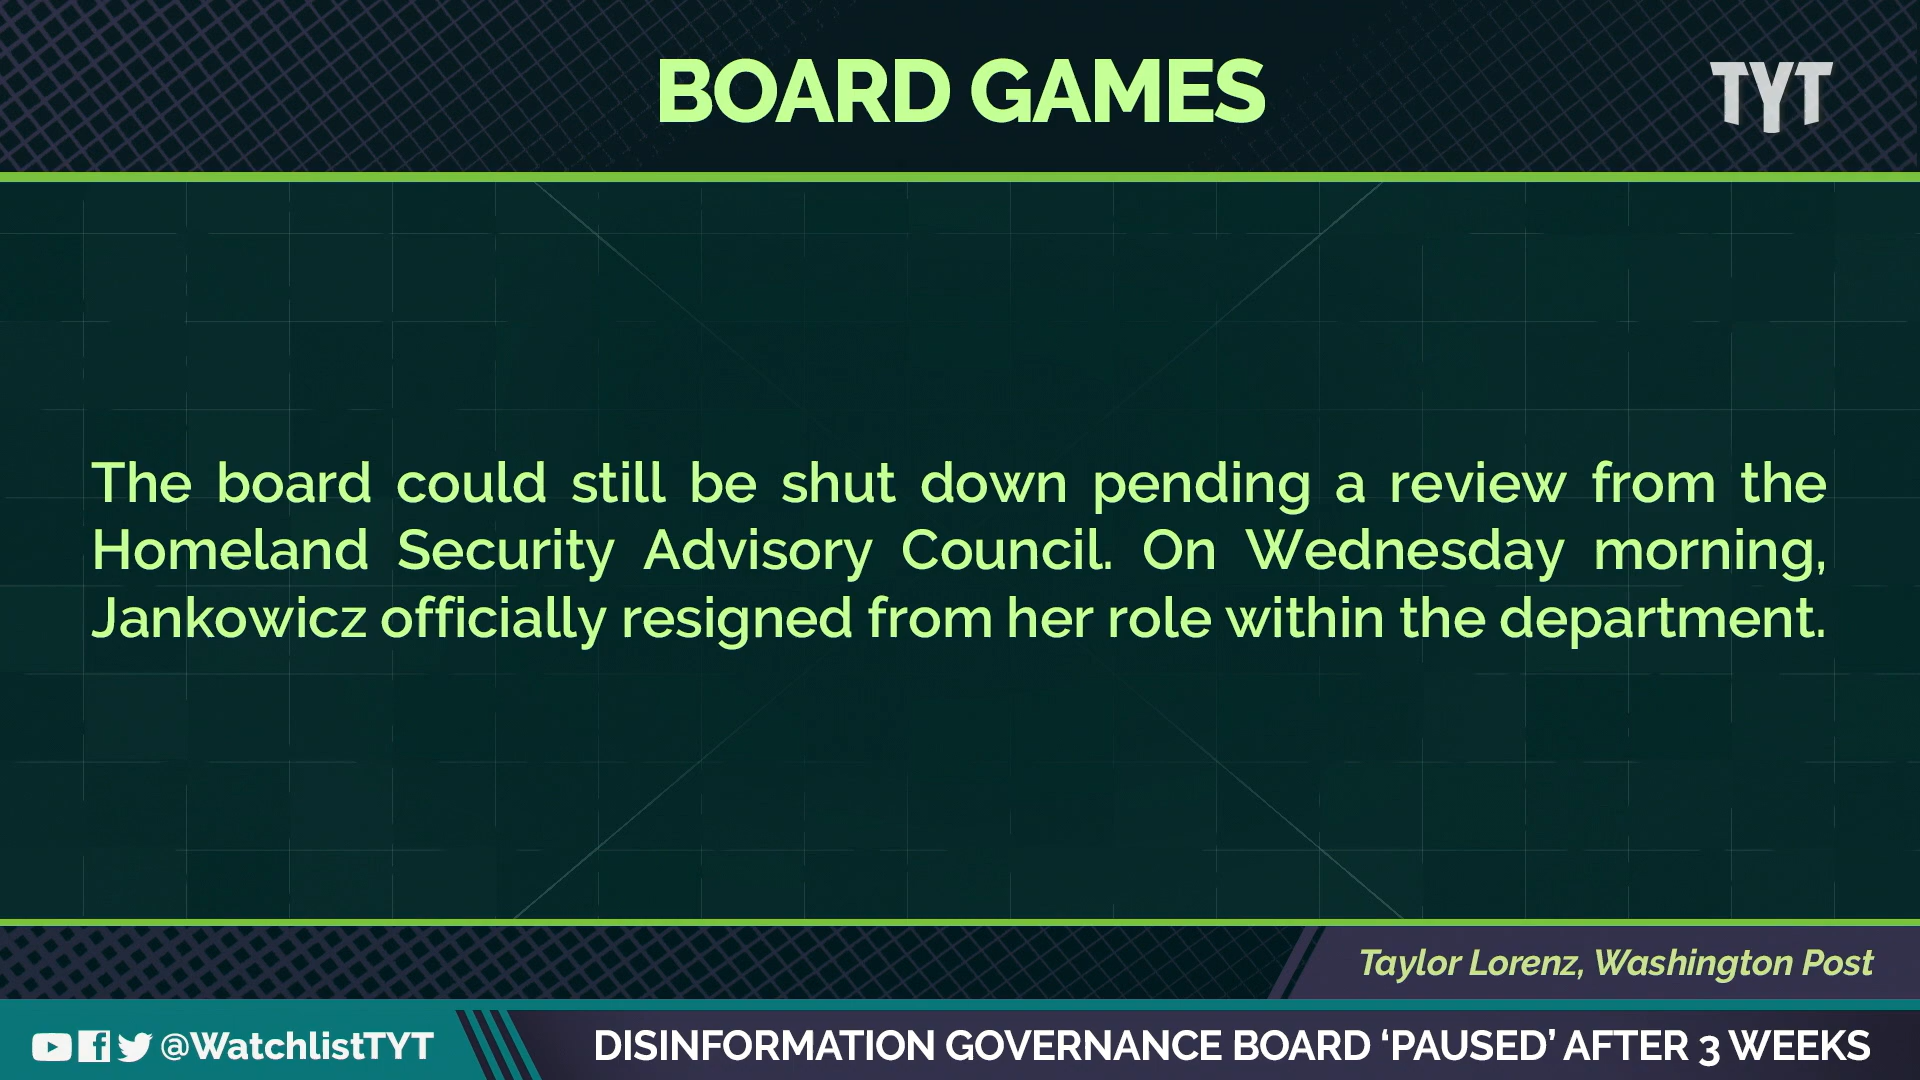 BOARD GAMES
TYT
The board could still be shut down pending a review from the
Homeland Security Advisory Council. On Wednesday morning,
Jankowicz officially resigned from her role within the department.
Taylor Lorenz, Washington Post
@WatchlistTYT
DISINFORMATION GOVERNANCE BOARD ‘PAUSED’ AFTER 3 WEEKS